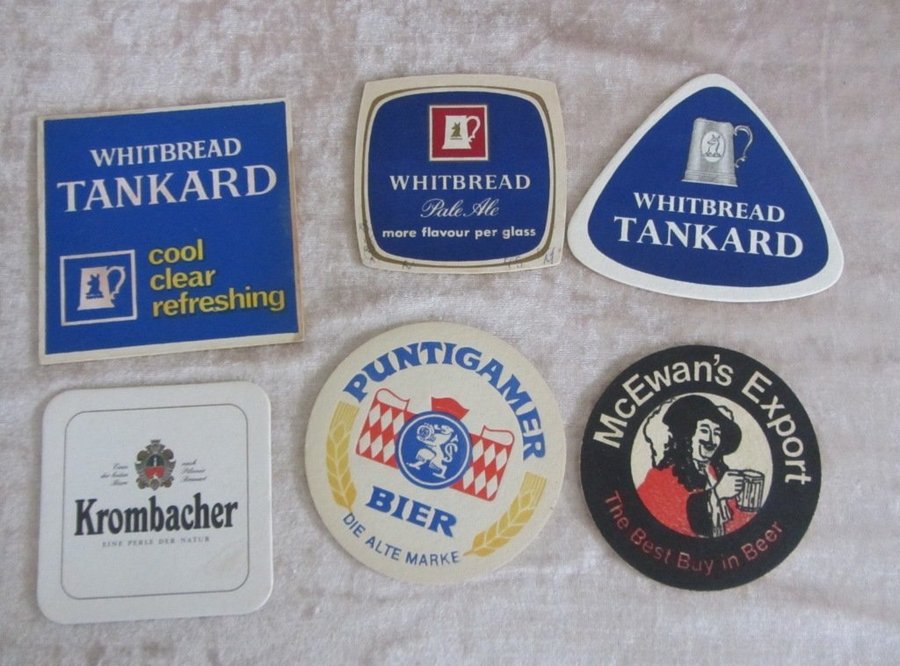 WHITBREAD
TANKARD
cool
clear
refreshing
WHITBREAD
Pale Ale
more flavour per glass
WHITBREAD
TANKARD
Krombacher
EINE PERLE DER NATUR
PUNTIGAMER
BIER
DIE ALTE MARKE
McEwan's Export
The Best Buy in Beer